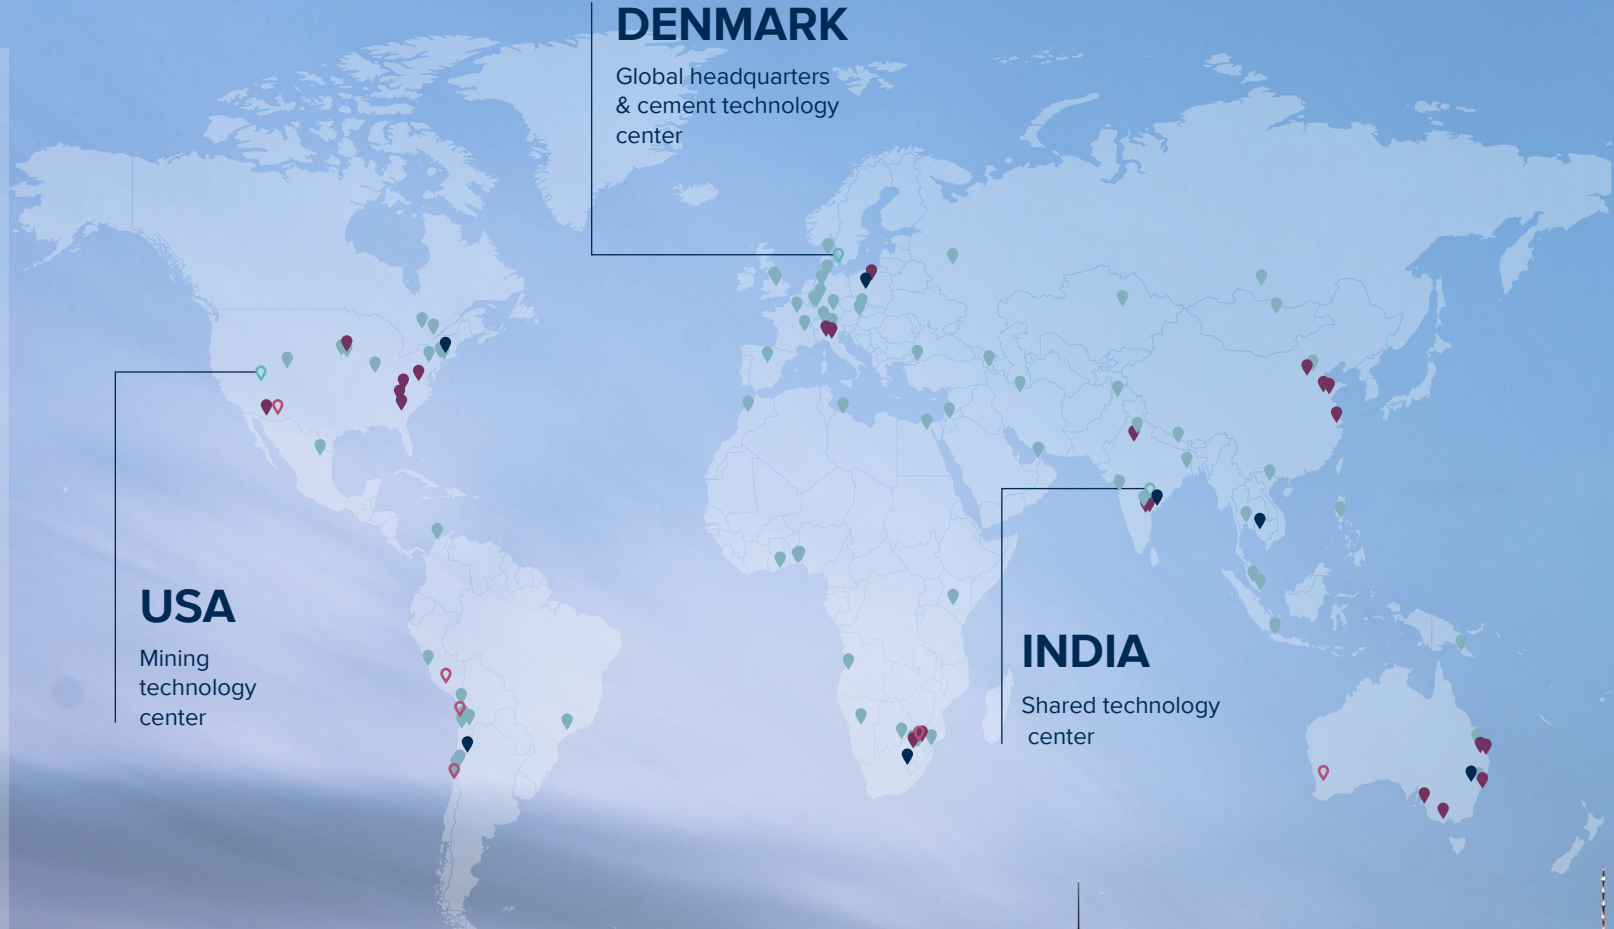 DENMARK
Global headquarters
& cement technology
center
USA
Mining
technology
center
INDIA
Shared technology
center